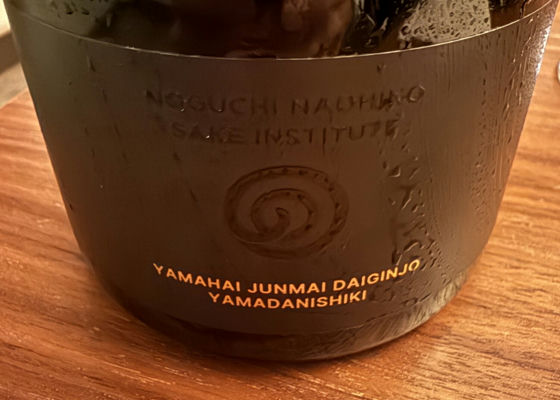 NOGUCHI NAOHIKO
SAKE INSTITUTE
YAMAHAI JUNMAI DAIGINJO
YAMADANISHIKI